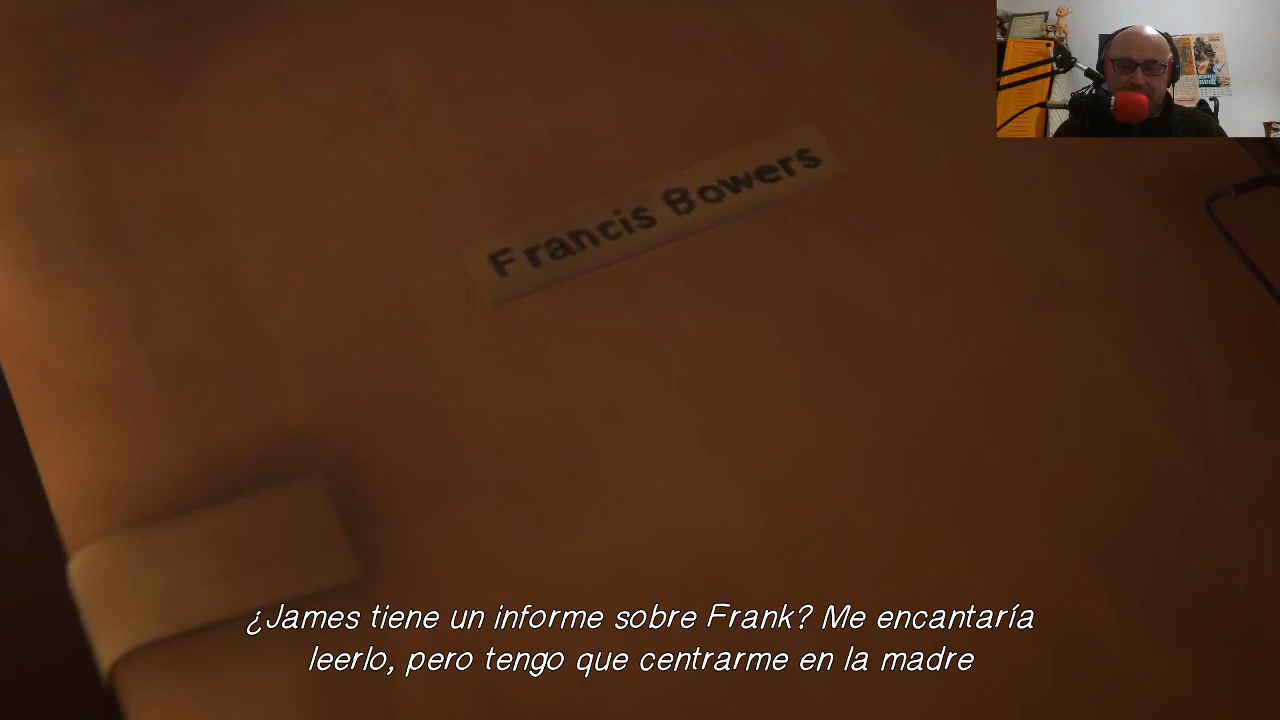 Francis Bowers
¿James tiene un informe sobre Frank? Me encantaría
leerlo, pero tengo que centrarme en la madre